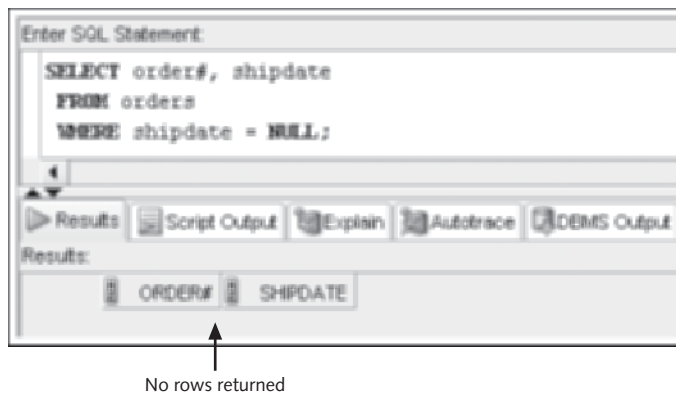 Enter SQL Statement:
SELECT order#, shipdate
FROM orders
WHERE shipdate = NULL;
Results Script Output Explain Autotrace DBMS Output
Results:
ORDER# SHIPDATE
No rows returned